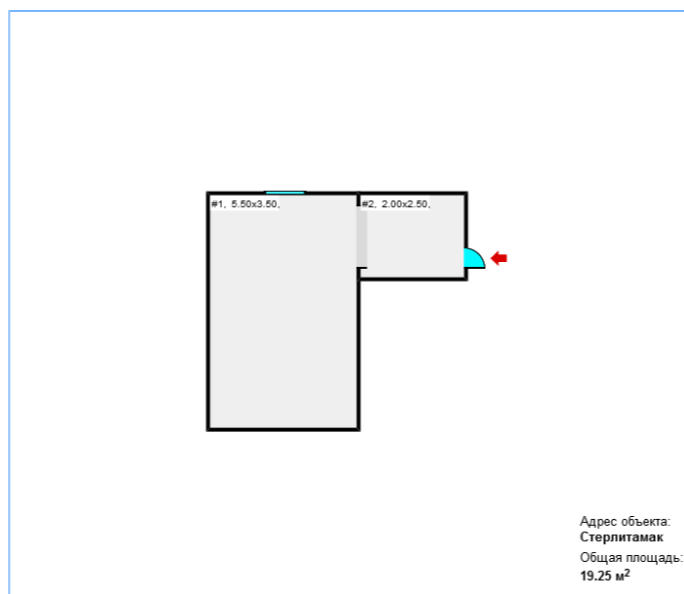 #1, 5.50x3.50,
#2, 2.00x2.50,
Адрес объекта:
Стерлитамак
Общая площадь:
19.25 м²